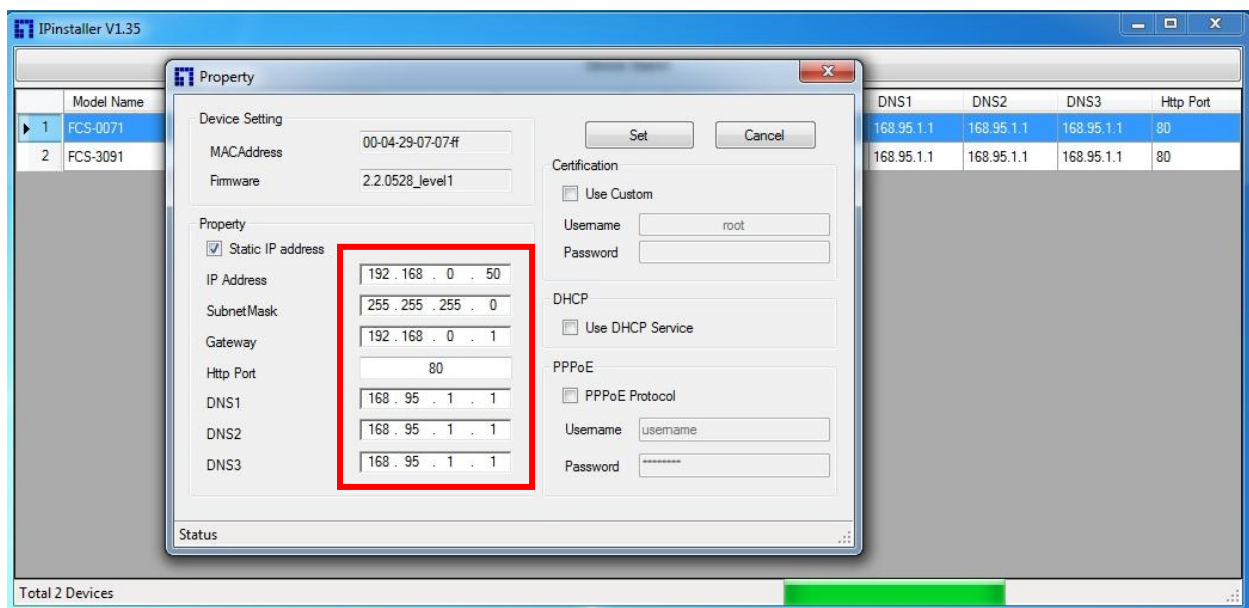 IPinstaller V1.35
Model Name DNS1 DNS2 DNS3 Http Port
1 FCS-0071 168.95.1.1 168.95.1.1 168.95.1.1 80
2 FCS-3091 168.95.1.1 168.95.1.1 168.95.1.1 80
Property
Device Setting
MACAddress 00-04-29-07-07-ff
Firmware 2.2.0528_level1
Property
Static IP address
IP Address 192 . 168 . 0 . 50
SubnetMask 255 . 255 . 255 . 0
Gateway 192 . 168 . 0 . 1
Http Port 80
DNS1 168 . 95 . 1 . 1
DNS2 168 . 95 . 1 . 1
DNS3 168 . 95 . 1 . 1
Set Cancel
Certification
Use Custom
Username root
Password
DHCP
Use DHCP Service
PPPoE
PPPoE Protocol
Username username
Password ********
Status
Total 2 Devices